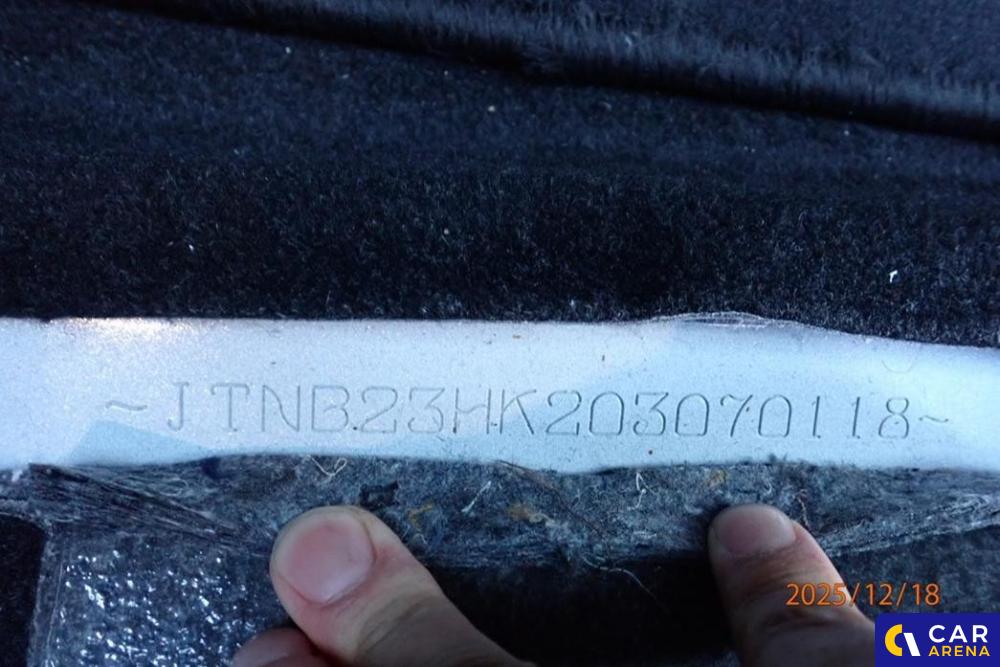 ~JTNB23HK203070118~
2025/12/18
CAR
ARENA